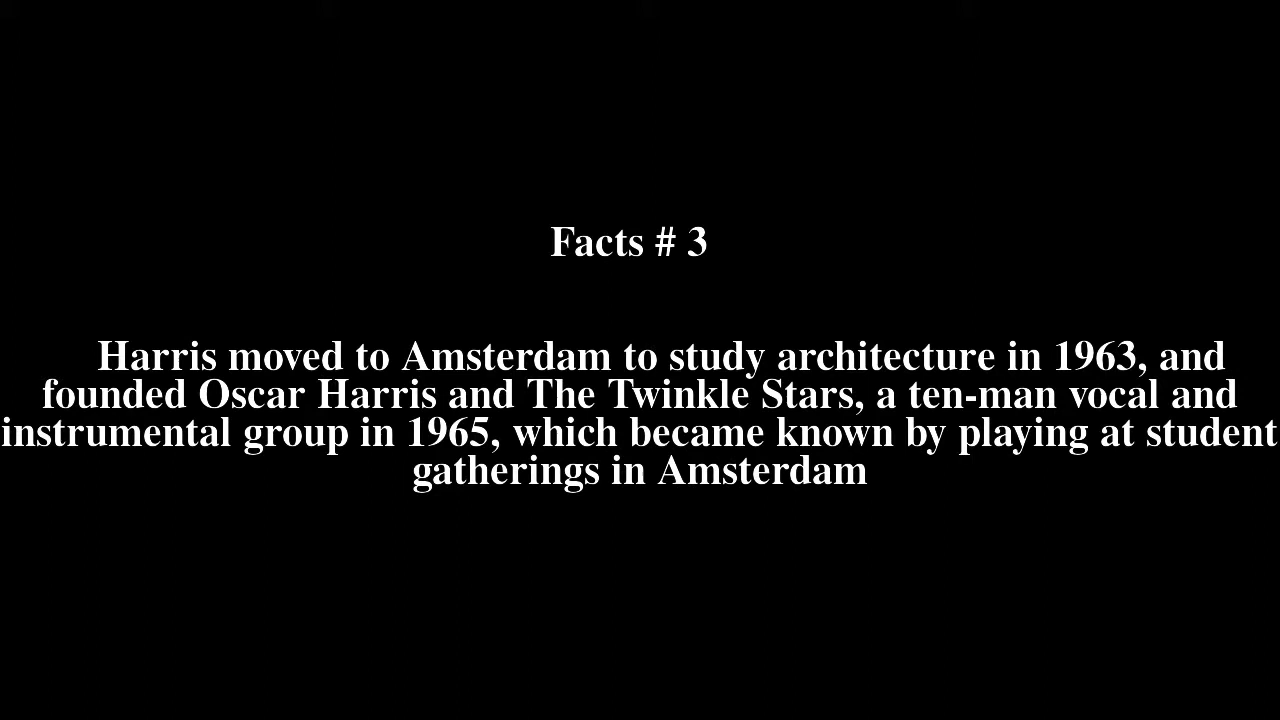 Facts # 3
Harris moved to Amsterdam to study architecture in 1963, and
founded Oscar Harris and The Twinkle Stars, a ten-man vocal and
instrumental group in 1965, which became known by playing at student
gatherings in Amsterdam